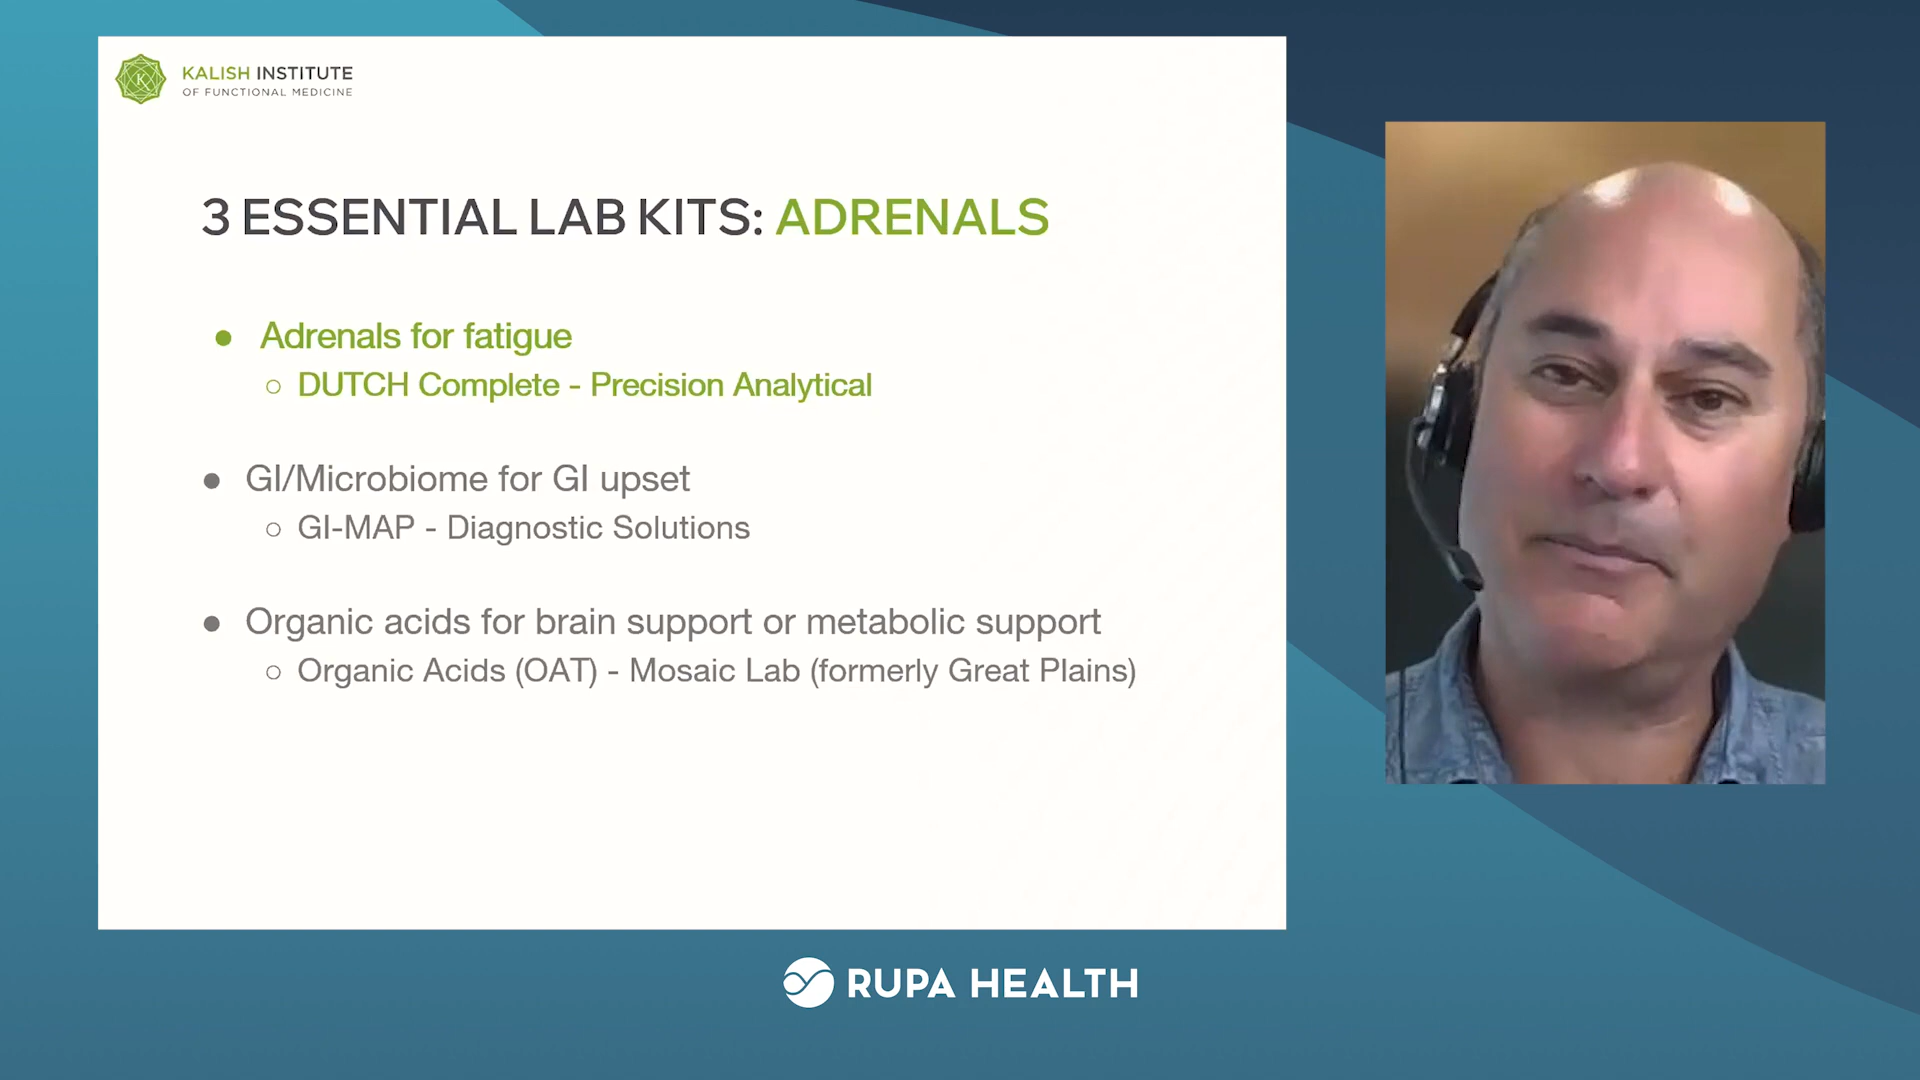 KALISH INSTITUTE
OF FUNCTIONAL MEDICINE
3 ESSENTIAL LAB KITS: ADRENALS
● Adrenals for fatigue
○ DUTCH Complete - Precision Analytical
● GI/Microbiome for GI upset
○ GI-MAP - Diagnostic Solutions
● Organic acids for brain support or metabolic support
○ Organic Acids (OAT) - Mosaic Lab (formerly Great Plains)
RUPA HEALTH